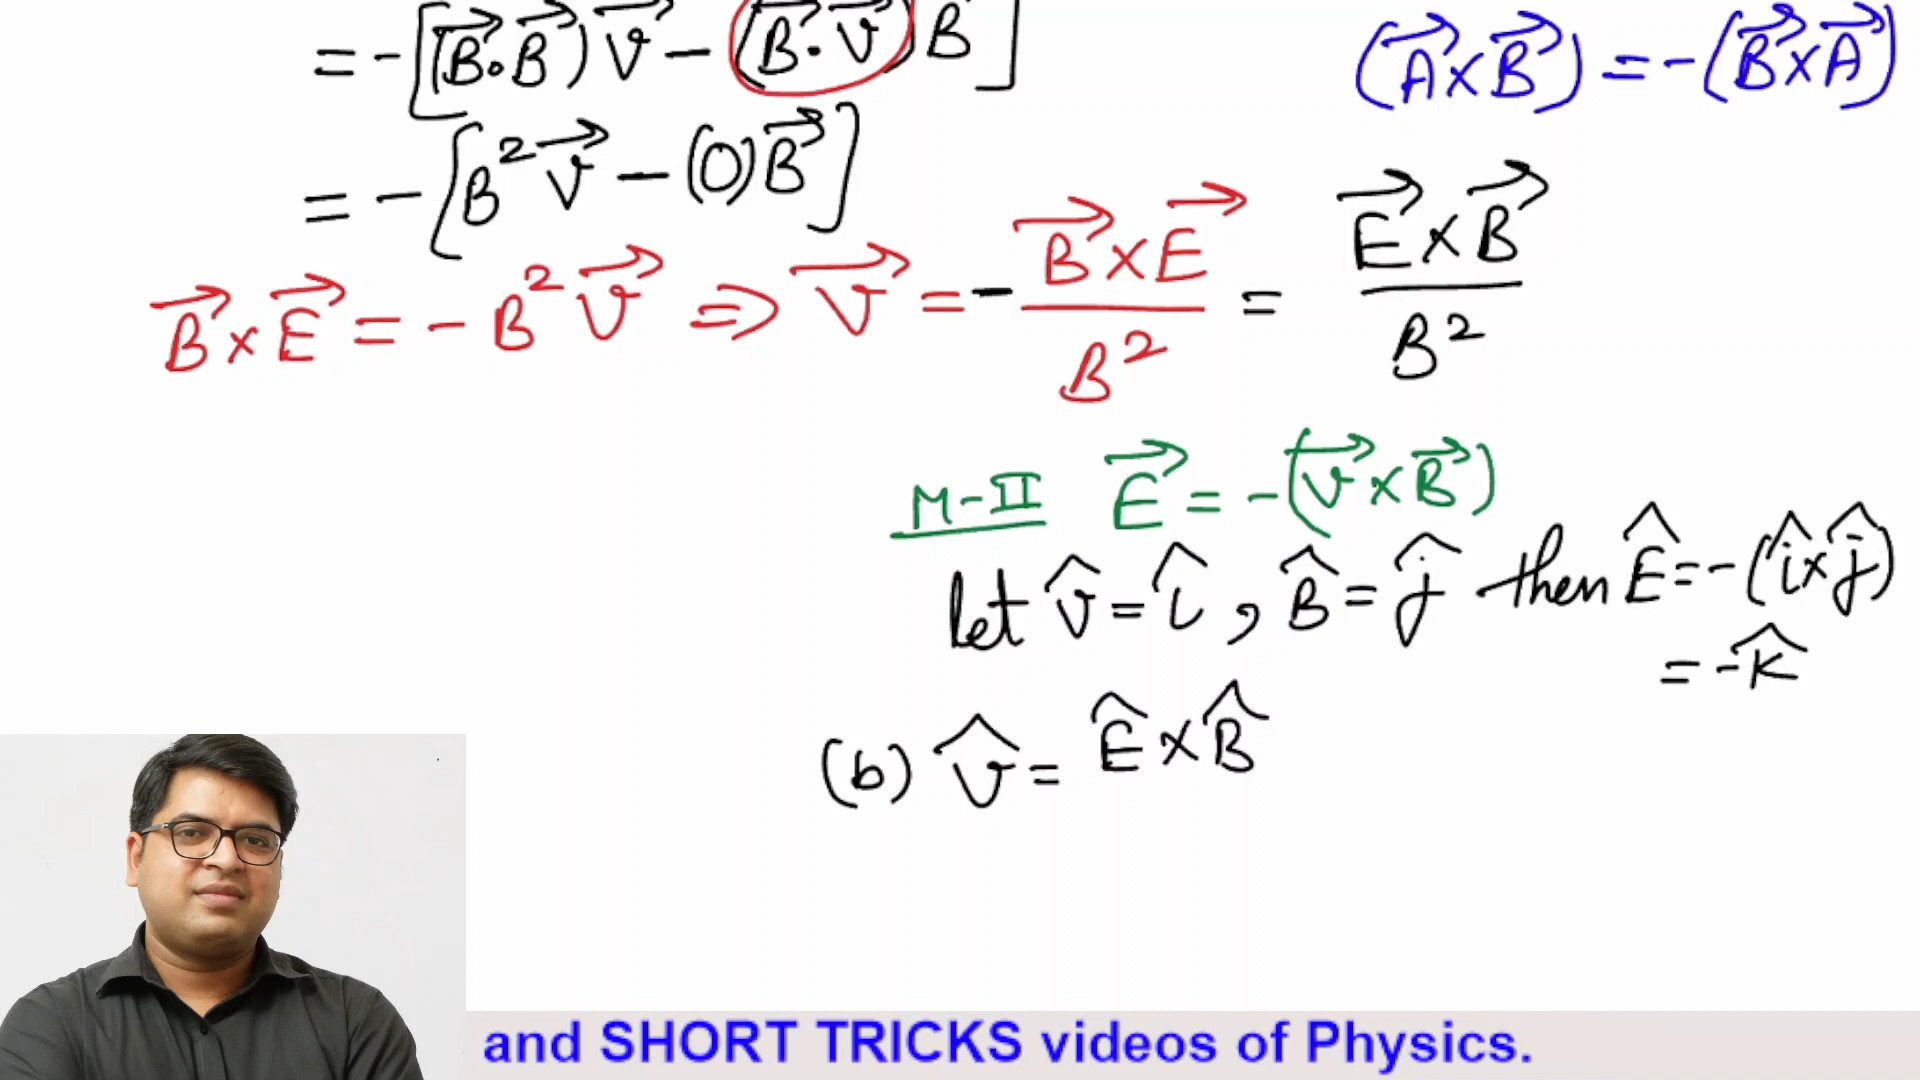 = -[(B⃗·B⃗)v⃗ - (B⃗·v⃗)B]
(A⃗×B⃗) = -(B⃗×A⃗)
= -[B²v⃗ - (0)B⃗]
B⃗×E⃗ = -B²v⃗ ⇒ v⃗ = - B⃗×E⃗ / B² = E⃗×B⃗ / B²
M-II E⃗ = -(v⃗×B⃗)
let v̂ = î, B̂ = ĵ then Ê = -(î×ĵ)
= -k̂
(b) v̂ = Ê×B̂
and SHORT TRICKS videos of Physics.